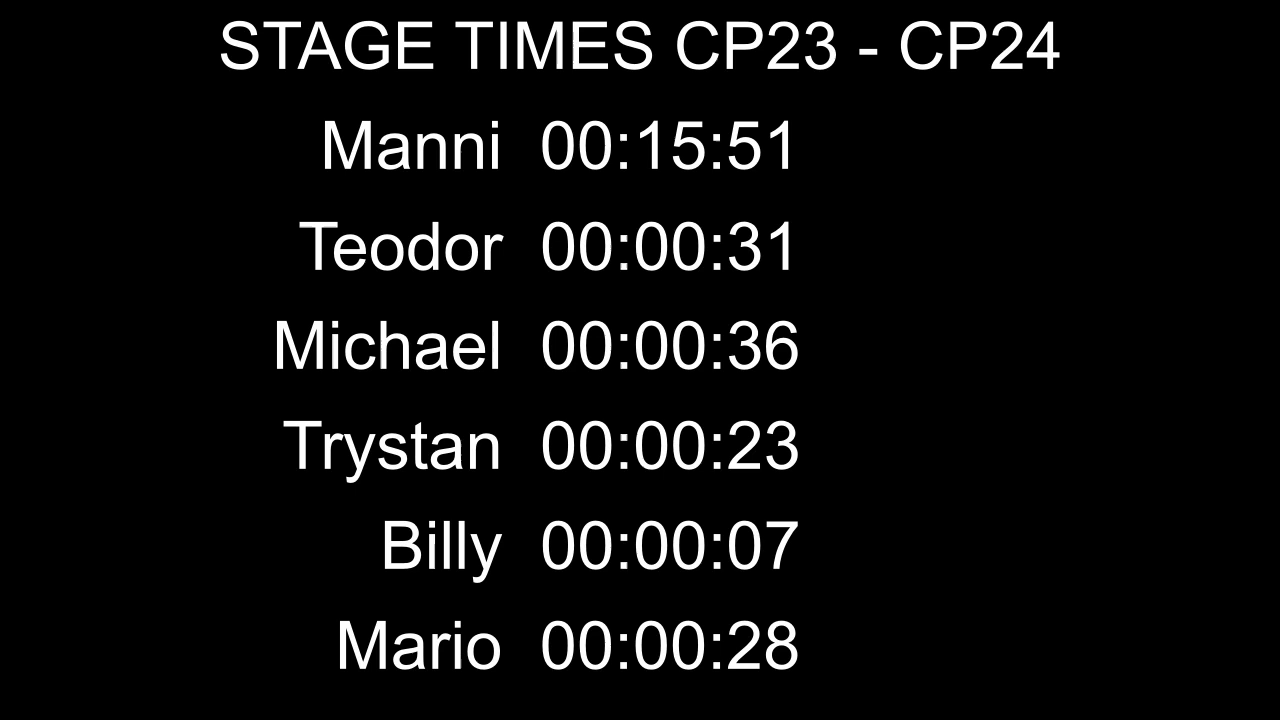 STAGE TIMES CP23 - CP24
Manni 00:15:51
Teodor 00:00:31
Michael 00:00:36
Trystan 00:00:23
Billy 00:00:07
Mario 00:00:28